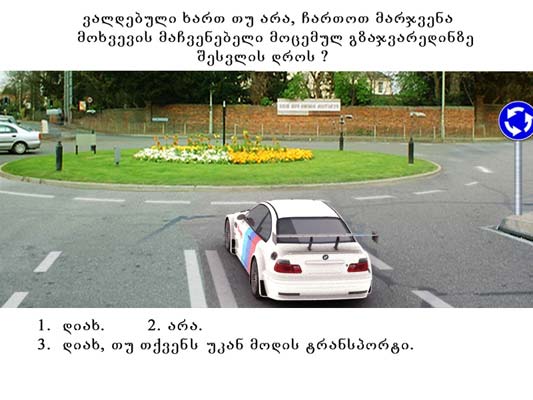 ვალდებული ხართ თუ არა, ჩართოთ მარჯვენა
მოხვევის მაჩვენებელი მოცემულ გზაჯვარედინზე
შესვლის დროს ?
1. დიახ. 2. არა.
3. დიახ, თუ თქვენს უკან მოდის ტრანსპორტი.